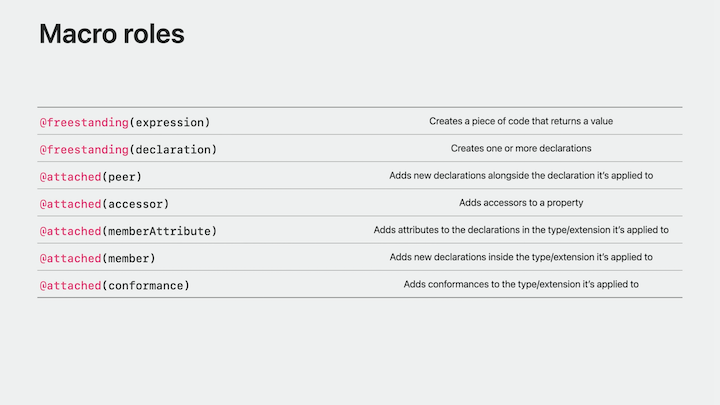 Macro roles
@freestanding(expression) Creates a piece of code that returns a value
@freestanding(declaration) Creates one or more declarations
@attached(peer) Adds new declarations alongside the declaration it's applied to
@attached(accessor) Adds accessors to a property
@attached(memberAttribute) Adds attributes to the declarations in the type/extension it's applied to
@attached(member) Adds new declarations inside the type/extension it's applied to
@attached(conformance) Adds conformances to the type/extension it's applied to